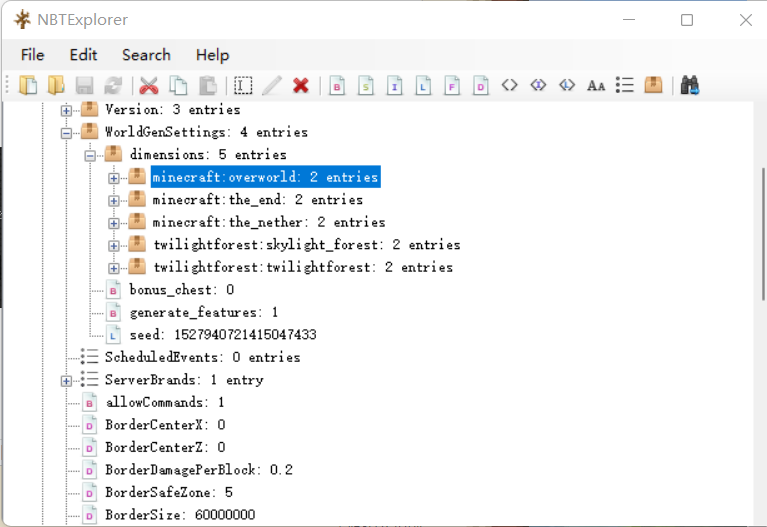 NBTExplorer
File Edit Search Help
Version: 3 entries
WorldGenSettings: 4 entries
dimensions: 5 entries
minecraft:overworld: 2 entries
minecraft:the_end: 2 entries
minecraft:the_nether: 2 entries
twilightforest:skylight_forest: 2 entries
twilightforest:twilightforest: 2 entries
bonus_chest: 0
generate_features: 1
seed: 1527940721415047433
ScheduledEvents: 0 entries
ServerBrands: 1 entry
allowCommands: 1
BorderCenterX: 0
BorderCenterZ: 0
BorderDamagePerBlock: 0.2
BorderSafeZone: 5
BorderSize: 60000000